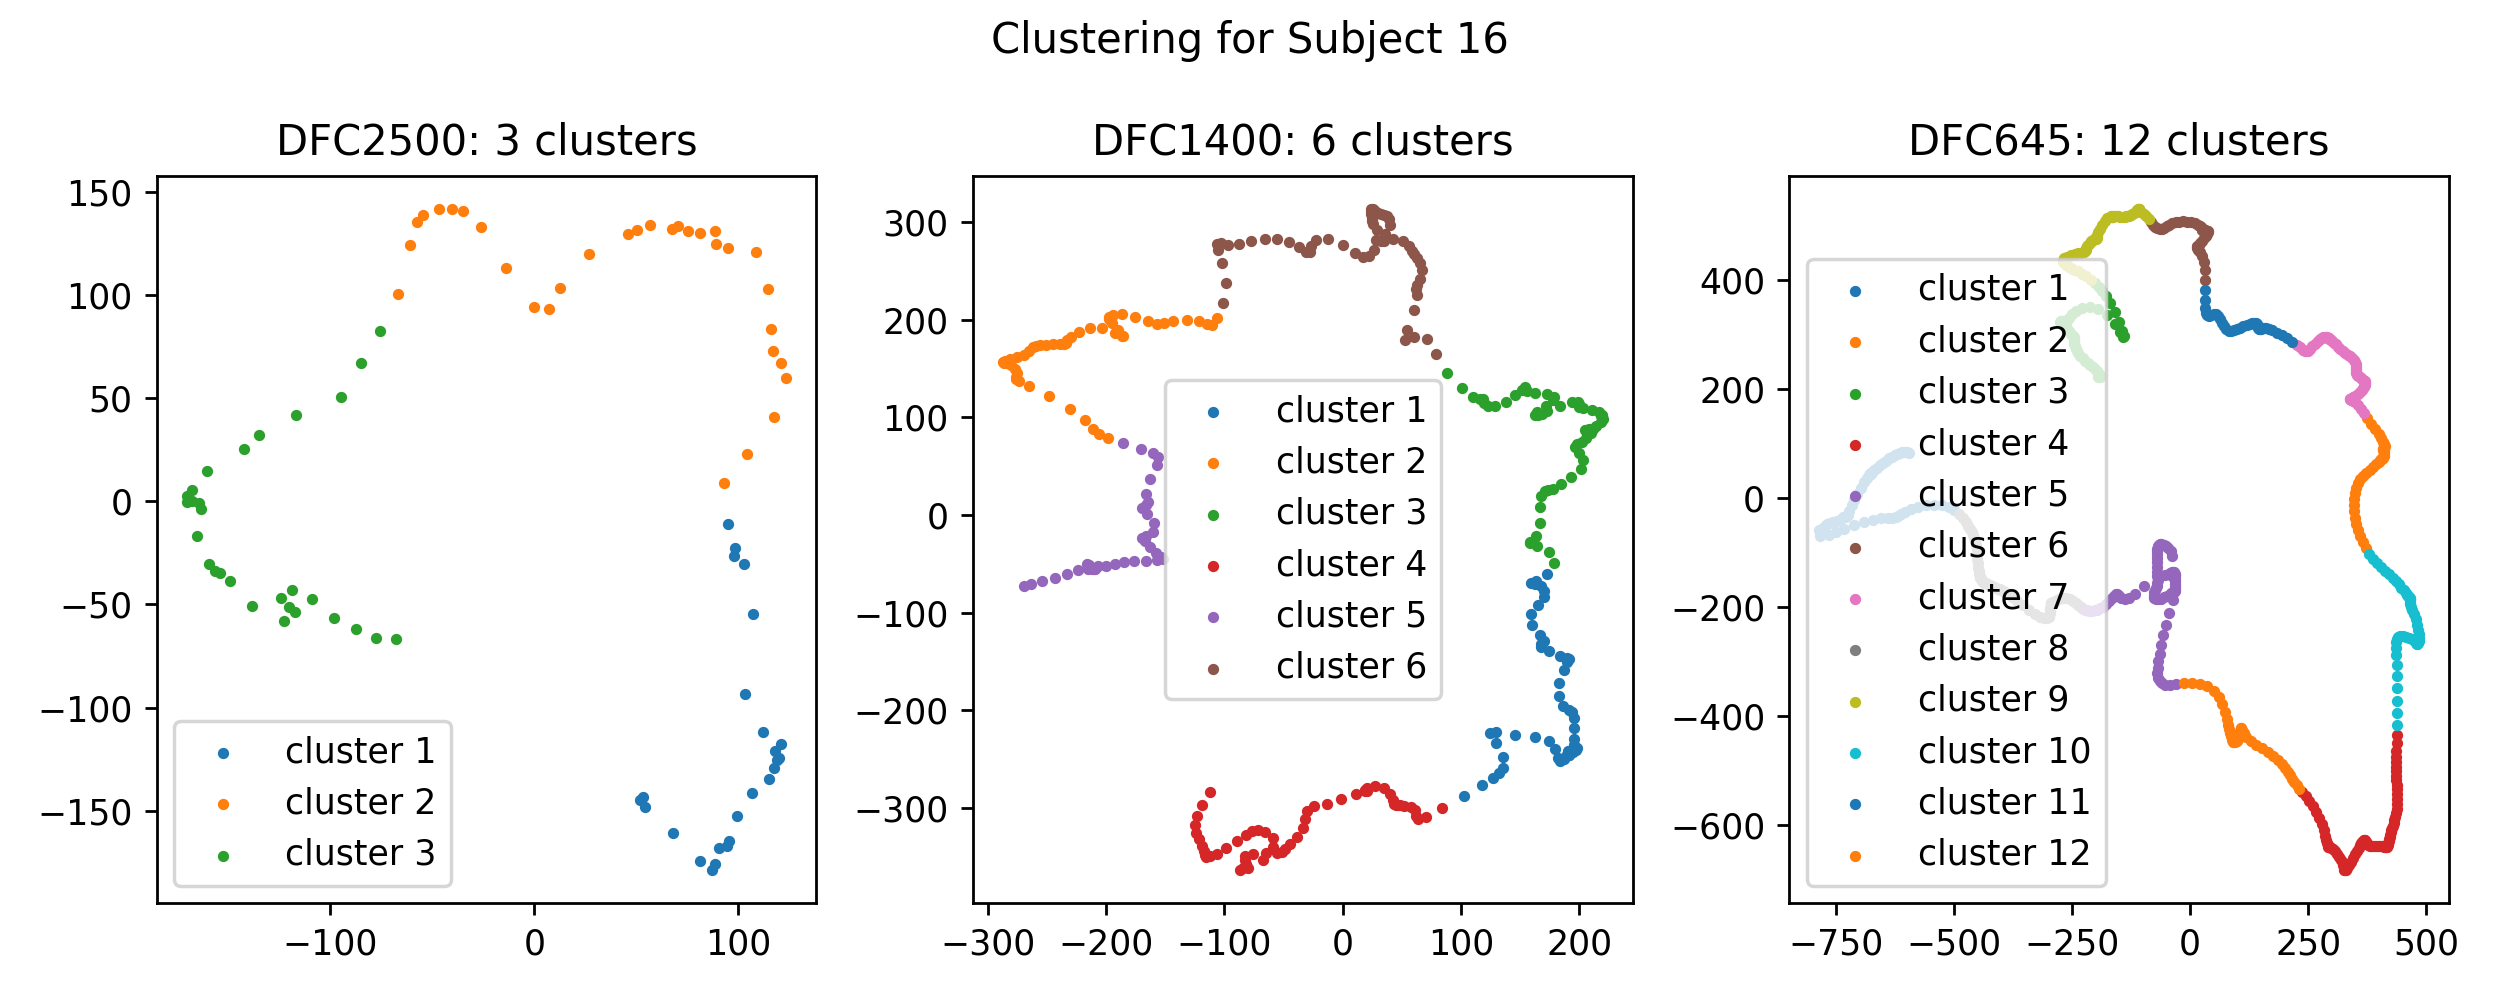 Clustering for Subject 16
DFC2500: 3 clusters
150
100
50
0
−50
−100
−150
−100
0
100
cluster 1
cluster 2
cluster 3
DFC1400: 6 clusters
300
200
100
0
−100
−200
−300
−300
−200
−100
0
100
200
cluster 1
cluster 2
cluster 3
cluster 4
cluster 5
cluster 6
DFC645: 12 clusters
400
200
0
−200
−400
−600
−750
−500
−250
0
250
500
cluster 1
cluster 2
cluster 3
cluster 4
cluster 5
cluster 6
cluster 7
cluster 8
cluster 9
cluster 10
cluster 11
cluster 12